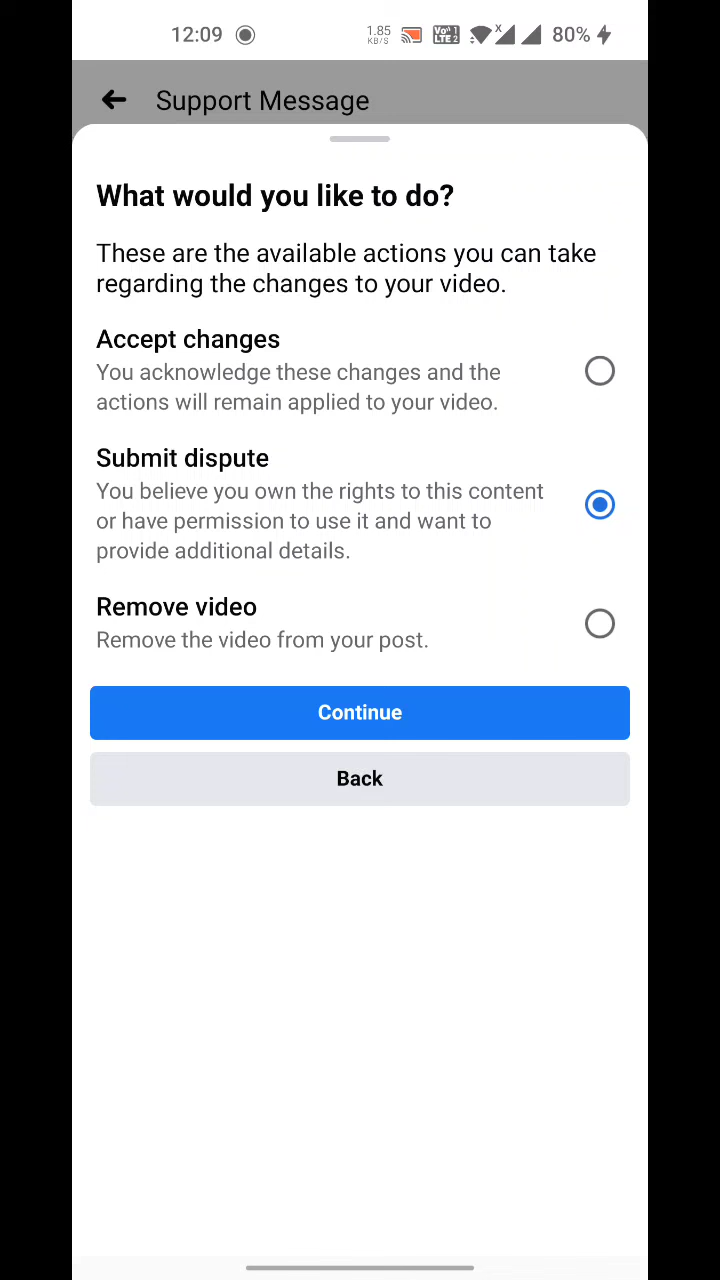 12:09 1.85 KB/S Vo 1 LTE 2 X 80%
Support Message
What would you like to do?
These are the available actions you can take
regarding the changes to your video.
Accept changes
You acknowledge these changes and the
actions will remain applied to your video.
Submit dispute
You believe you own the rights to this content
or have permission to use it and want to
provide additional details.
Remove video
Remove the video from your post.
Continue
Back